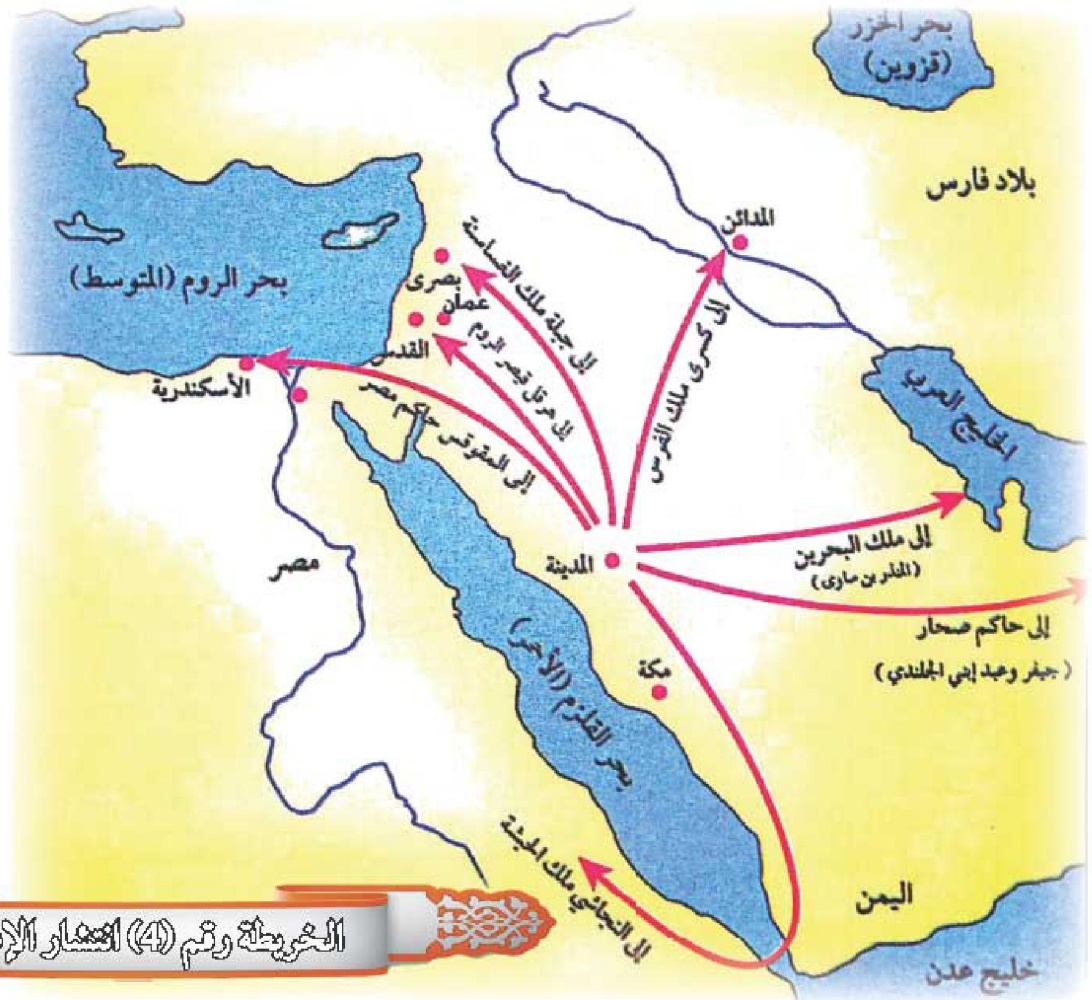 بحر الخزر
(قزوين)
بلاد فارس
المدائن
بحر الروم (المتوسط)
بصرى
عمان
القدس
الأسكندرية
إلى جبلة ملك الغساسنة
إلى هرقل قيصر الروم
إلى المقوقس حاكم مصر
إلى كسرى ملك الفرس
الخليج العربي
المدينة
إلى ملك البحرين
(المنذر بن ساوى)
إلى حاكم صحار
(جيفر وعبد إبني الجلندي)
مصر
مكة
بحر القلزم (الأحمر)
إلى النجاشي ملك الحبشة
اليمن
خليج عدن
الخريطة رقم (4) انتشار الإ